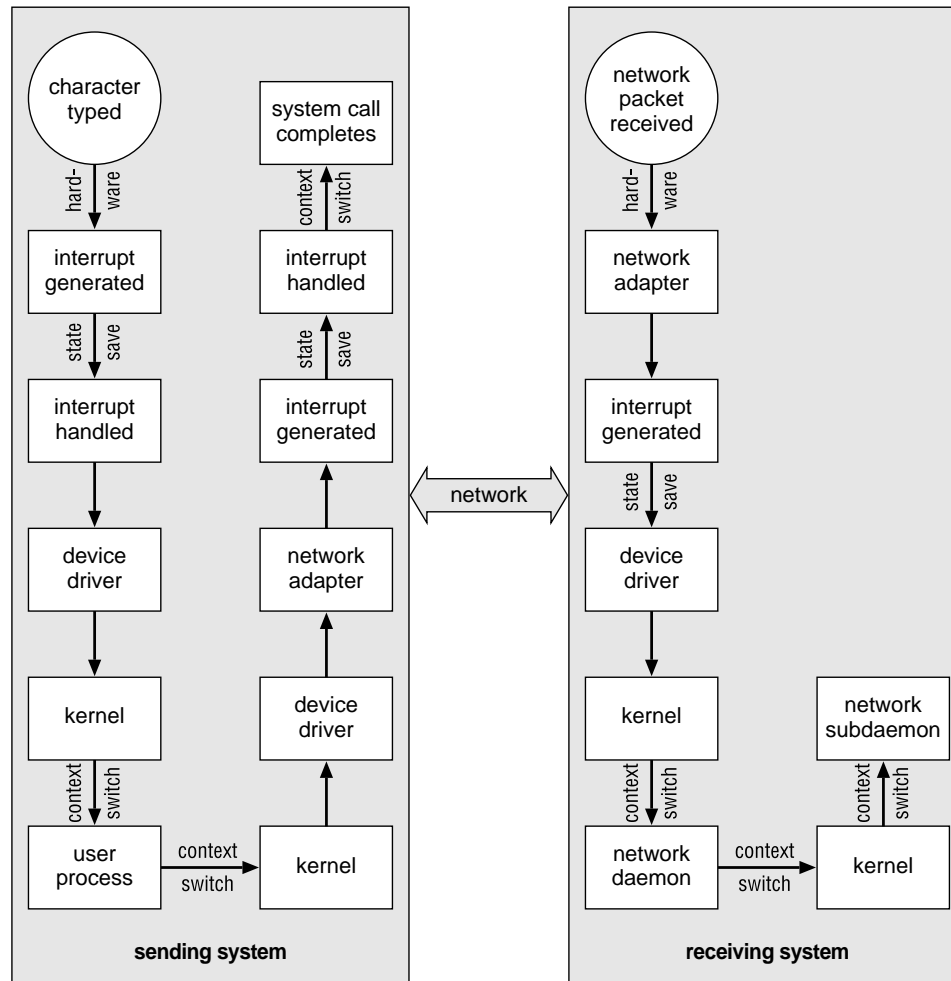 character
typed
hard-
ware
interrupt
generated
state
save
interrupt
handled
device
driver
kernel
context
switch
user
process
context
switch
kernel
device
driver
network
adapter
interrupt
generated
state
save
interrupt
handled
context
switch
system call
completes
sending system
network
network
packet
received
hard-
ware
network
adapter
interrupt
generated
state
save
device
driver
kernel
context
switch
network
daemon
context
switch
kernel
context
switch
network
subdaemon
receiving system